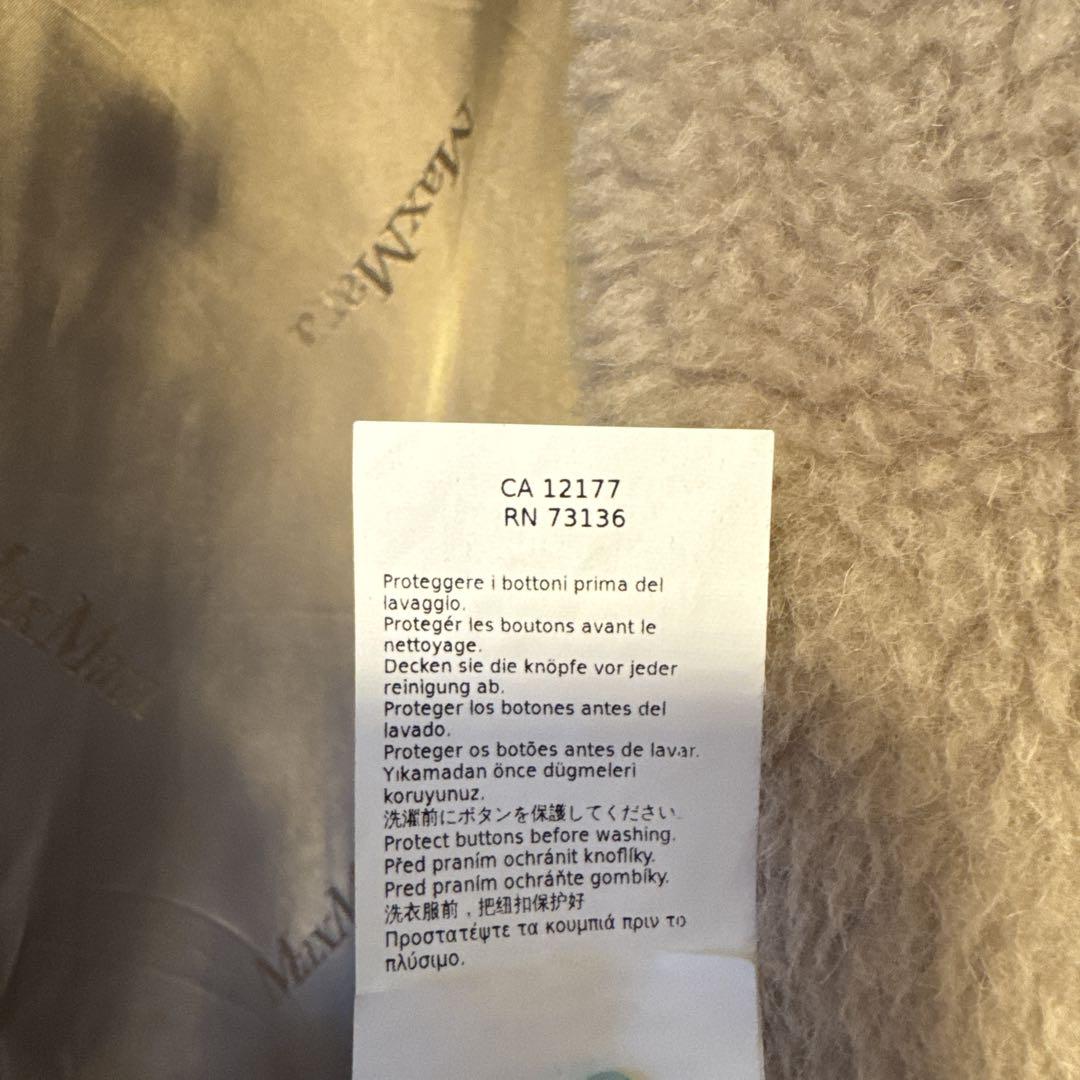 MaxMara
MaxMara
MaxM
CA 12177
RN 73136
Proteggere i bottoni prima del
lavaggio.
Protegér les boutons avant le
nettoyage.
Decken sie die knöpfe vor jeder
reinigung ab.
Proteger los botones antes del
lavado.
Proteger os botões antes de lavar.
Yıkamadan önce düğmeleri
koruyunuz.
洗濯前にボタンを保護してください。
Protect buttons before washing.
Před praním ochránit knoflíky.
Pred praním ochráňte gombíky.
洗衣服前，把纽扣保护好
Προστατέψτε τα κουμπιά πριν το
πλύσιμο.